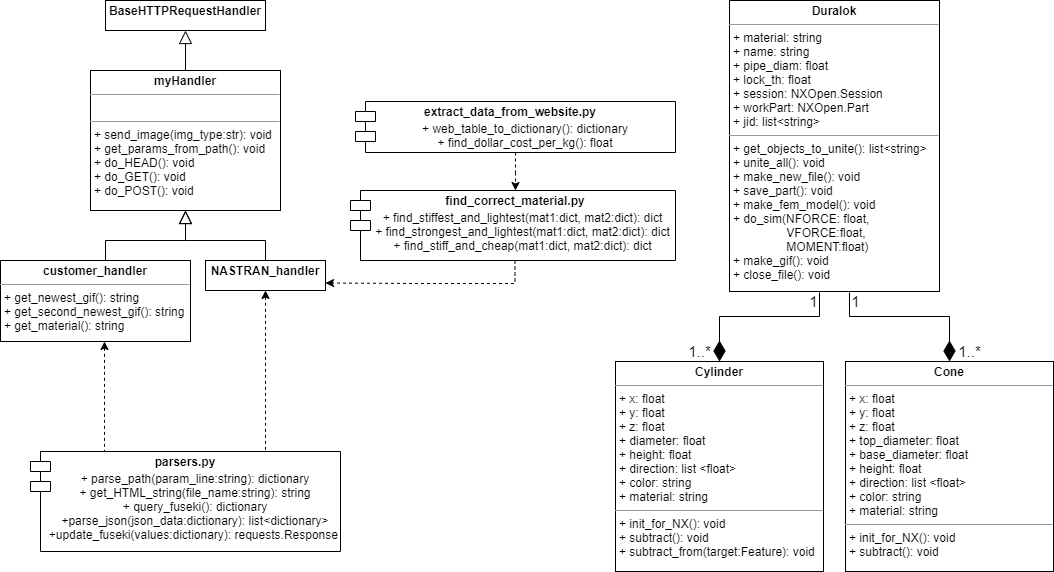 BaseHTTPRequestHandler
myHandler
+ send_image(img_type:str): void
+ get_params_from_path(): void
+ do_HEAD(): void
+ do_GET(): void
+ do_POST(): void
customer_handler
+ get_newest_gif(): string
+ get_second_newest_gif(): string
+ get_material(): string
NASTRAN_handler
extract_data_from_website.py
+ web_table_to_dictionary(): dictionary
+ find_dollar_cost_per_kg(): float
find_correct_material.py
+ find_stiffest_and_lightest(mat1:dict, mat2:dict): dict
+ find_strongest_and_lightest(mat1:dict, mat2:dict): dict
+ find_stiff_and_cheap(mat1:dict, mat2:dict): dict
parsers.py
+ parse_path(param_line:string): dictionary
+ get_HTML_string(file_name:string): string
+ query_fuseki(): dictionary
+parse_json(json_data:dictionary): list<dictionary>
+update_fuseki(values:dictionary): requests.Response
Duralok
+ material: string
+ name: string
+ pipe_diam: float
+ lock_th: float
+ session: NXOpen.Session
+ workPart: NXOpen.Part
+ jid: list<string>
+ get_objects_to_unite(): list<string>
+ unite_all(): void
+ make_new_file(): void
+ save_part(): void
+ make_fem_model(): void
+ do_sim(NFORCE: float,
VFORCE:float,
MOMENT:float)
+ make_gif(): void
+ close_file(): void
1
1
1..*
1..*
Cylinder
+ x: float
+ y: float
+ z: float
+ diameter: float
+ height: float
+ direction: list <float>
+ color: string
+ material: string
+ init_for_NX(): void
+ subtract(): void
+ subtract_from(target:Feature): void
Cone
+ x: float
+ y: float
+ z: float
+ top_diameter: float
+ base_diameter: float
+ height: float
+ direction: list <float>
+ color: string
+ material: string
+ init_for_NX(): void
+ subtract(): void